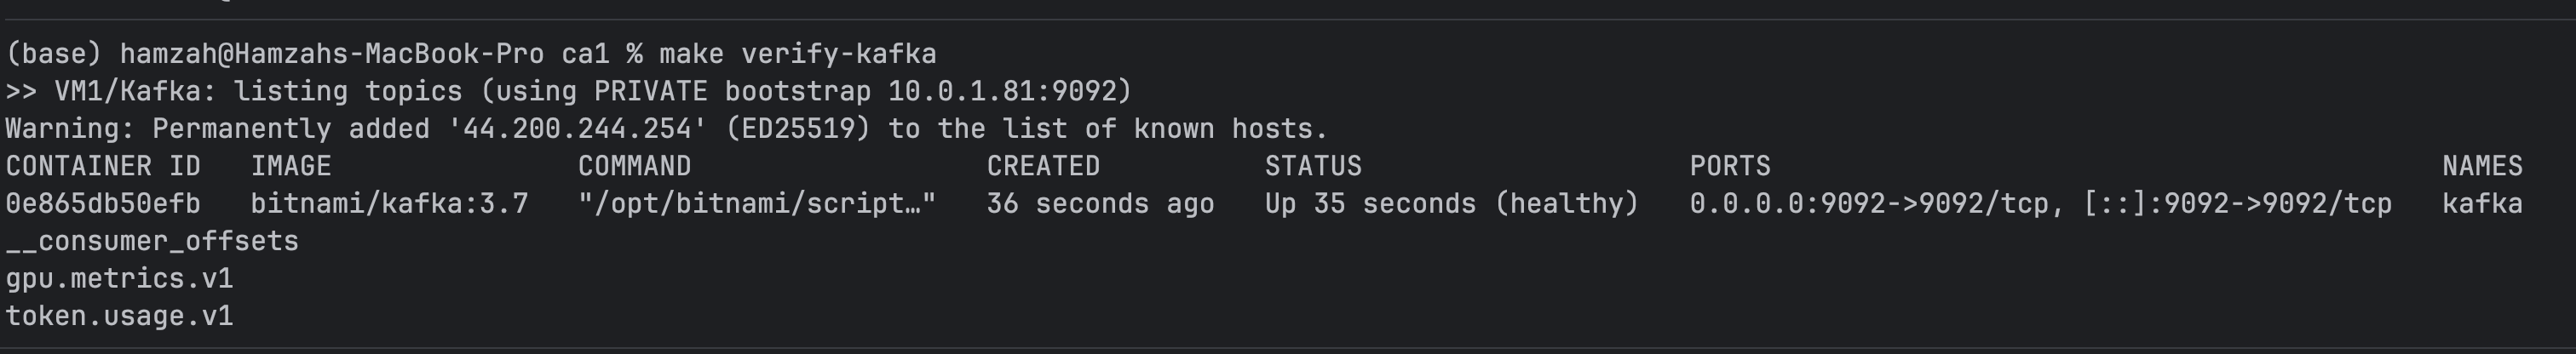 (base) hamzah@Hamzahs-MacBook-Pro ca1 % make verify-kafka
>> VM1/Kafka: listing topics (using PRIVATE bootstrap 10.0.1.81:9092)
Warning: Permanently added '44.200.244.254' (ED25519) to the list of known hosts.
CONTAINER ID   IMAGE               COMMAND                  CREATED          STATUS                    PORTS                                         NAMES
0e865db50efb   bitnami/kafka:3.7   "/opt/bitnami/script…"   36 seconds ago   Up 35 seconds (healthy)   0.0.0.0:9092->9092/tcp, [::]:9092->9092/tcp   kafka
__consumer_offsets
gpu.metrics.v1
token.usage.v1